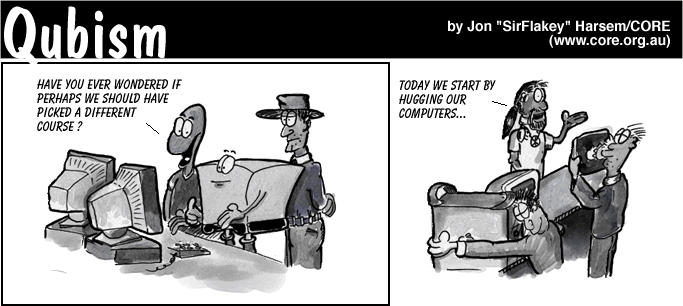 Qubism
by Jon "SirFlakey" Harsem/CORE
(www.core.org.au)
HAVE YOU EVER WONDERED IF
PERHAPS WE SHOULD HAVE
PICKED A DIFFERENT
COURSE ?
TODAY WE START BY
HUGGING OUR
COMPUTERS...